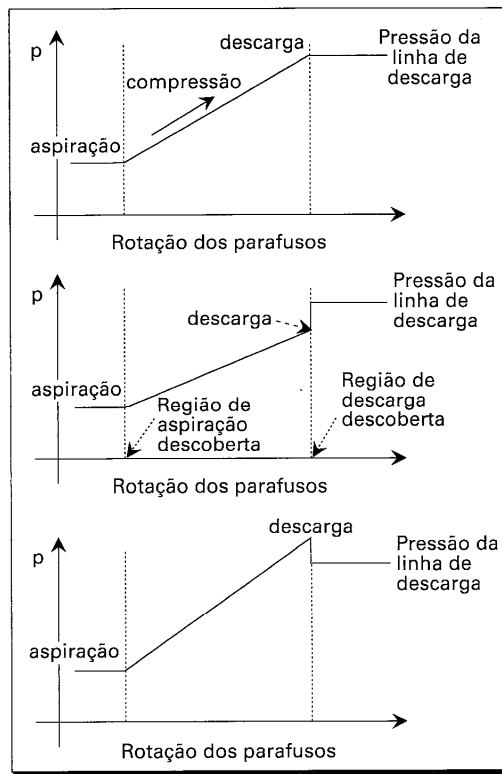 descarga
Pressão da
linha de
descarga
p
compressão
aspiração
Rotação dos parafusos
p
Pressão da
linha de
descarga
descarga
aspiração
Região de
aspiração
descoberta
Região de
descarga
descoberta
Rotação dos parafusos
descarga
p
Pressão da
linha de
descarga
aspiração
Rotação dos parafusos